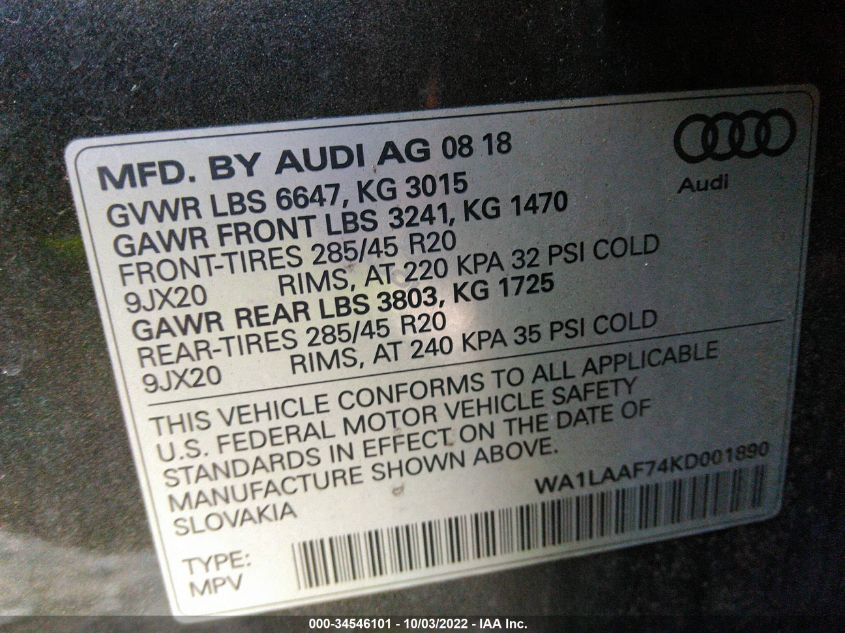 MFD. BY AUDI AG 08 18
GVWR LBS 6647, KG 3015
GAWR FRONT LBS 3241, KG 1470
FRONT-TIRES 285/45 R20
9JX20 RIMS, AT 220 KPA 32 PSI COLD
GAWR REAR LBS 3803, KG 1725
REAR-TIRES 285/45 R20
9JX20 RIMS, AT 240 KPA 35 PSI COLD
Audi
THIS VEHICLE CONFORMS TO ALL APPLICABLE
U.S. FEDERAL MOTOR VEHICLE SAFETY
STANDARDS IN EFFECT ON THE DATE OF
MANUFACTURE SHOWN ABOVE.
SLOVAKIA
WA1LAAF74KD001890
TYPE:
MPV
000-34546101 - 10/03/2022 - IAA Inc.